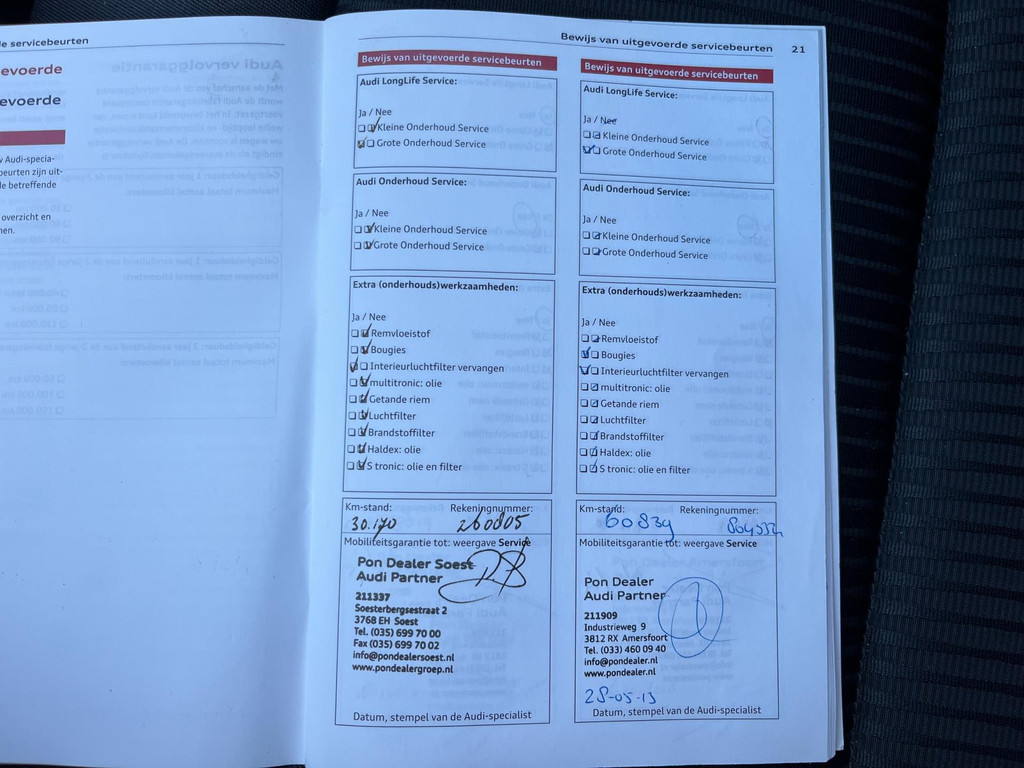 e servicebeurten
evoerde
evoerde
w Audi-specia-
beurten zijn uit-
de betreffende
overzicht en
nen.
Bewijs van uitgevoerde servicebeurten 21
Bewijs van uitgevoerde servicebeurten
Audi LongLife Service:
Ja / Nee
Kleine Onderhoud Service
Grote Onderhoud Service
Audi Onderhoud Service:
Ja / Nee
Kleine Onderhoud Service
Grote Onderhoud Service
Extra (onderhouds)werkzaamheden:
Ja / Nee
Remvloeistof
Bougies
Interieurluchtfilter vervangen
multitronic: olie
Getande riem
Luchtfilter
Brandstoffilter
Haldex: olie
S tronic: olie en filter
Km-stand: Rekeningnummer:
30.170 260805
Mobiliteitsgarantie tot: weergave Service
Pon Dealer Soest
Audi Partner
211337
Soesterbergsestraat 2
3768 EH Soest
Tel. (035) 699 70 00
Fax (035) 699 70 02
info@pondealersoest.nl
www.pondealergroep.nl
Datum, stempel van de Audi-specialist
Bewijs van uitgevoerde servicebeurten
Audi LongLife Service:
Ja / Nee
Kleine Onderhoud Service
Grote Onderhoud Service
Audi Onderhoud Service:
Ja / Nee
Kleine Onderhoud Service
Grote Onderhoud Service
Extra (onderhouds)werkzaamheden:
Ja / Nee
Remvloeistof
Bougies
Interieurluchtfilter vervangen
multitronic: olie
Getande riem
Luchtfilter
Brandstoffilter
Haldex: olie
S tronic: olie en filter
Km-stand: Rekeningnummer:
60834
Mobiliteitsgarantie tot: weergave Service
Pon Dealer
Audi Partner
211909
Industrieweg 9
3812 RX Amersfoort
Tel. (033) 460 09 40
info@pondealer.nl
www.pondealer.nl
28-05-13
Datum, stempel van de Audi-specialist